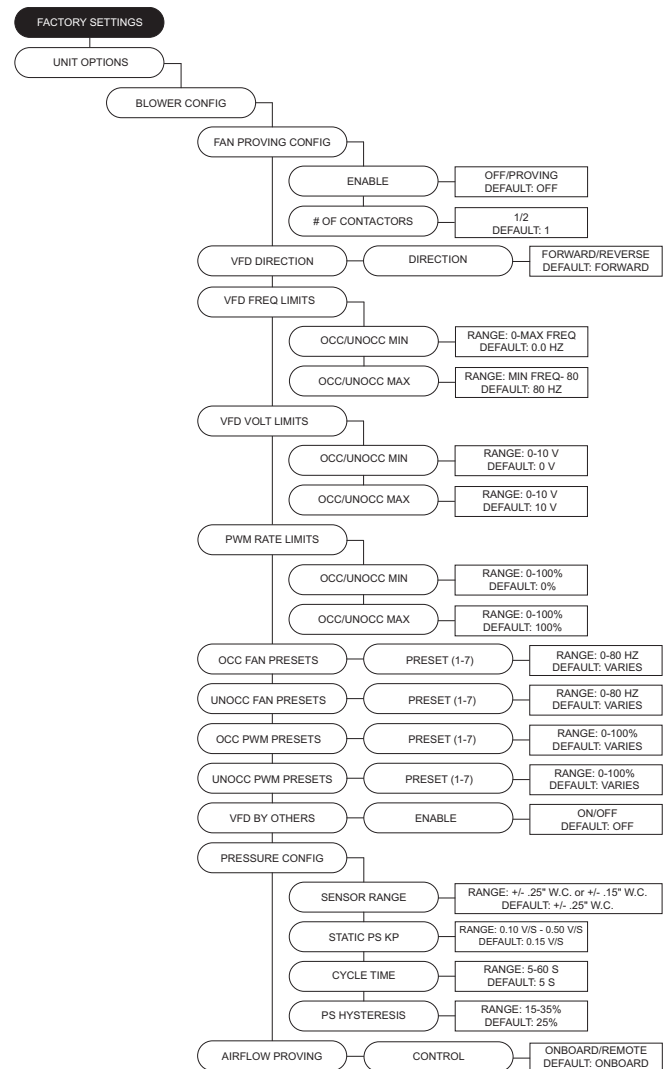 FACTORY SETTINGS
UNIT OPTIONS
BLOWER CONFIG
FAN PROVING CONFIG
ENABLE
OFF/PROVING
DEFAULT: OFF
# OF CONTACTORS
1/2
DEFAULT: 1
VFD DIRECTION
DIRECTION
FORWARD/REVERSE
DEFAULT: FORWARD
VFD FREQ LIMITS
OCC/UNOCC MIN
RANGE: 0-MAX FREQ
DEFAULT: 0.0 HZ
OCC/UNOCC MAX
RANGE: MIN FREQ- 80
DEFAULT: 80 HZ
VFD VOLT LIMITS
OCC/UNOCC MIN
RANGE: 0-10 V
DEFAULT: 0 V
OCC/UNOCC MAX
RANGE: 0-10 V
DEFAULT: 10 V
PWM RATE LIMITS
OCC/UNOCC MIN
RANGE: 0-100%
DEFAULT: 0%
OCC/UNOCC MAX
RANGE: 0-100%
DEFAULT: 100%
OCC FAN PRESETS
PRESET (1-7)
RANGE: 0-80 HZ
DEFAULT: VARIES
UNOCC FAN PRESETS
PRESET (1-7)
RANGE: 0-80 HZ
DEFAULT: VARIES
OCC PWM PRESETS
PRESET (1-7)
RANGE: 0-100%
DEFAULT: VARIES
UNOCC PWM PRESETS
PRESET (1-7)
RANGE: 0-100%
DEFAULT: VARIES
VFD BY OTHERS
ENABLE
ON/OFF
DEFAULT: OFF
PRESSURE CONFIG
SENSOR RANGE
RANGE: +/- .25" W.C. or +/- .15" W.C.
DEFAULT: +/- .25" W.C.
STATIC PS KP
RANGE: 0.10 V/S - 0.50 V/S
DEFAULT: 0.15 V/S
CYCLE TIME
RANGE: 5-60 S
DEFAULT: 5 S
PS HYSTERESIS
RANGE: 15-35%
DEFAULT: 25%
AIRFLOW PROVING
CONTROL
ONBOARD/REMOTE
DEFAULT: ONBOARD